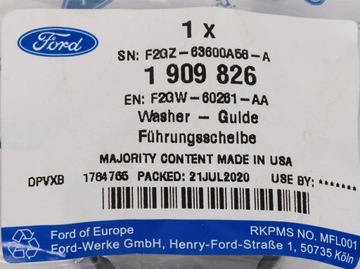 Ford
1 x
SN: F2GZ-63600A56-A
1 909 826
EN: F2GW-60261-AA
Washer - Guide
Führungsscheibe
MAJORITY CONTENT MADE IN USA
DPVXB 1764765 PACKED: 21JUL2020 USE BY: *******
Ford of Europe RKPMS NO. MFL001
Ford-Werke GmbH, Henry-Ford-Straße 1, 50735 Köln